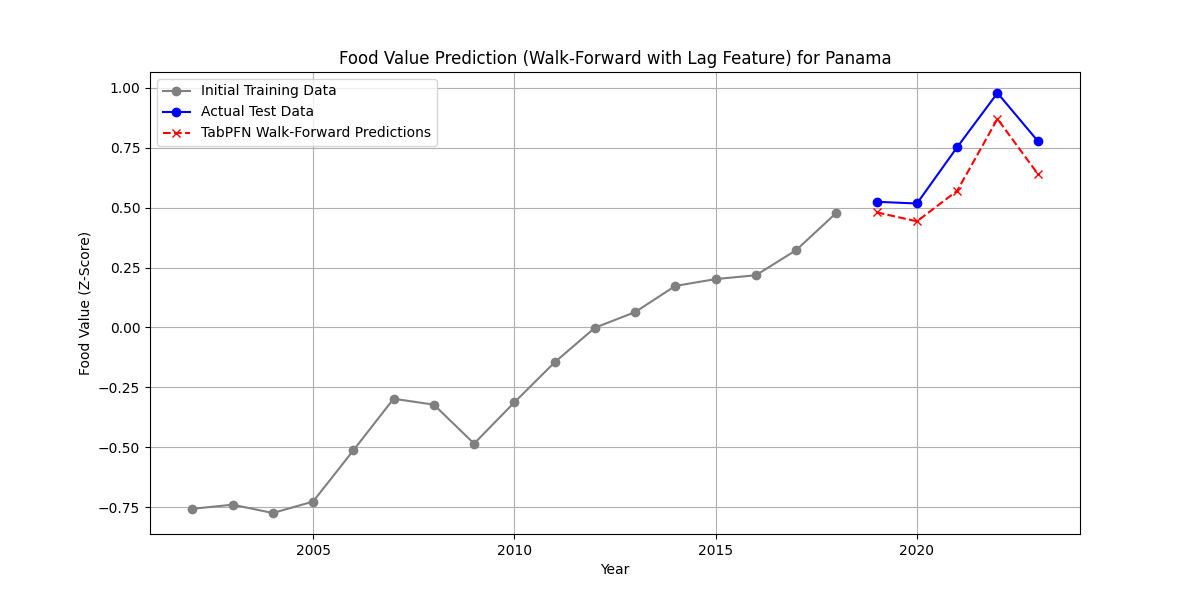 Food Value Prediction (Walk-Forward with Lag Feature) for Panama
Initial Training Data
Actual Test Data
TabPFN Walk-Forward Predictions
Food Value (Z-Score)
1.00
0.75
0.50
0.25
0.00
−0.25
−0.50
−0.75
2005 2010 2015 2020
Year